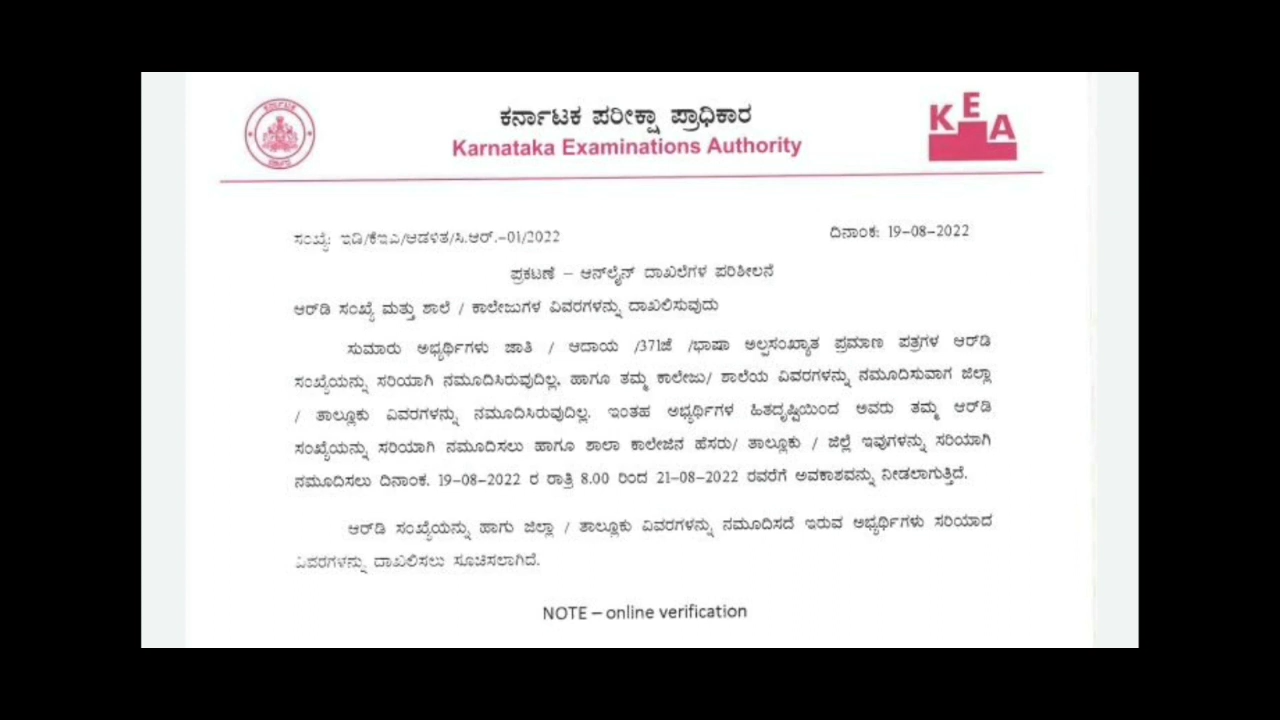 ಕರ್ನಾಟಕ ಪರೀಕ್ಷಾ ಪ್ರಾಧಿಕಾರ
Karnataka Examinations Authority
KEA
ಸಂಖ್ಯೆ: ಇಡಿ/ಕೆಇಎ/ಆಡಳಿತ/ಸಿ.ಆರ್.–01/2022
ದಿನಾಂಕ: 19–08–2022
ಪ್ರಕಟಣೆ – ಆನ್‌ಲೈನ್ ದಾಖಲೆಗಳ ಪರಿಶೀಲನೆ
ಆರ್‌ಡಿ ಸಂಖ್ಯೆ ಮತ್ತು ಶಾಲೆ / ಕಾಲೇಜುಗಳ ವಿವರಗಳನ್ನು ದಾಖಲಿಸುವುದು
ಸುಮಾರು ಅಭ್ಯರ್ಥಿಗಳು ಜಾತಿ / ಆದಾಯ /371ಜೆ /ಭಾಷಾ ಅಲ್ಪಸಂಖ್ಯಾತ ಪ್ರಮಾಣ ಪತ್ರಗಳ ಆರ್‌ಡಿ
ಸಂಖ್ಯೆಯನ್ನು ಸರಿಯಾಗಿ ನಮೂದಿಸಿರುವುದಿಲ್ಲ, ಹಾಗೂ ತಮ್ಮ ಕಾಲೇಜು/ ಶಾಲೆಯ ವಿವರಗಳನ್ನು ನಮೂದಿಸುವಾಗ ಜಿಲ್ಲಾ
/ ತಾಲ್ಲೂಕು ವಿವರಗಳನ್ನು ನಮೂದಿಸಿರುವುದಿಲ್ಲ. ಇಂತಹ ಅಭ್ಯರ್ಥಿಗಳ ಹಿತದೃಷ್ಟಿಯಿಂದ ಅವರು ತಮ್ಮ ಆರ್‌ಡಿ
ಸಂಖ್ಯೆಯನ್ನು ಸರಿಯಾಗಿ ನಮೂದಿಸಲು ಹಾಗೂ ಶಾಲಾ ಕಾಲೇಜಿನ ಹೆಸರು/ ತಾಲ್ಲೂಕು / ಜಿಲ್ಲೆ ಇವುಗಳನ್ನು ಸರಿಯಾಗಿ
ನಮೂದಿಸಲು ದಿನಾಂಕ. 19–08–2022 ರ ರಾತ್ರಿ 8.00 ರಿಂದ 21–08–2022 ರವರೆಗೆ ಅವಕಾಶವನ್ನು ನೀಡಲಾಗುತ್ತಿದೆ.
ಆರ್‌ಡಿ ಸಂಖ್ಯೆಯನ್ನು ಹಾಗು ಜಿಲ್ಲಾ / ತಾಲ್ಲೂಕು ವಿವರಗಳನ್ನು ನಮೂದಿಸದೆ ಇರುವ ಅಭ್ಯರ್ಥಿಗಳು ಸರಿಯಾದ
ವಿವರಗಳನ್ನು ದಾಖಲಿಸಲು ಸೂಚಿಸಲಾಗಿದೆ.
NOTE – online verification